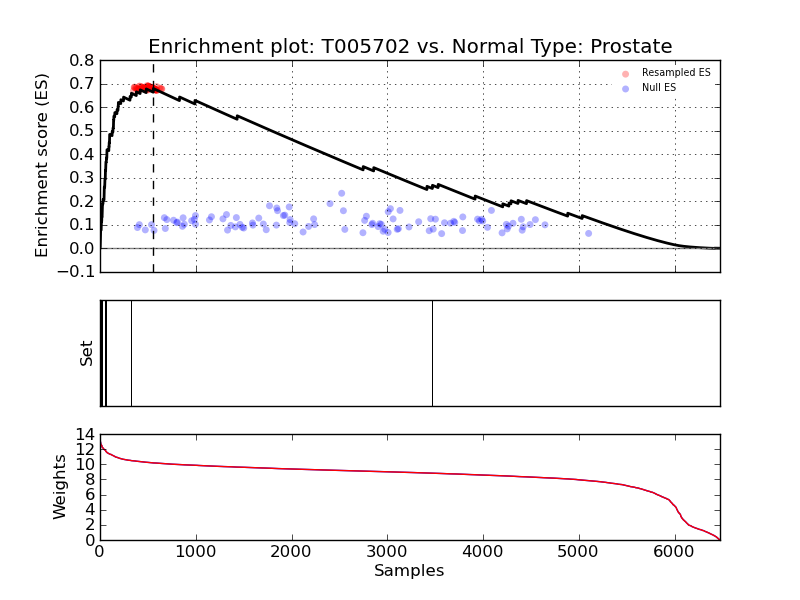 Enrichment plot: T005702 vs. Normal Type: Prostate
Enrichment score (ES)
0.8
0.7
0.6
0.5
0.4
0.3
0.2
0.1
0.0
−0.1
Resampled ES
Null ES
Set
Weights
14
12
10
8
6
4
2
0
0 1000 2000 3000 4000 5000 6000
Samples